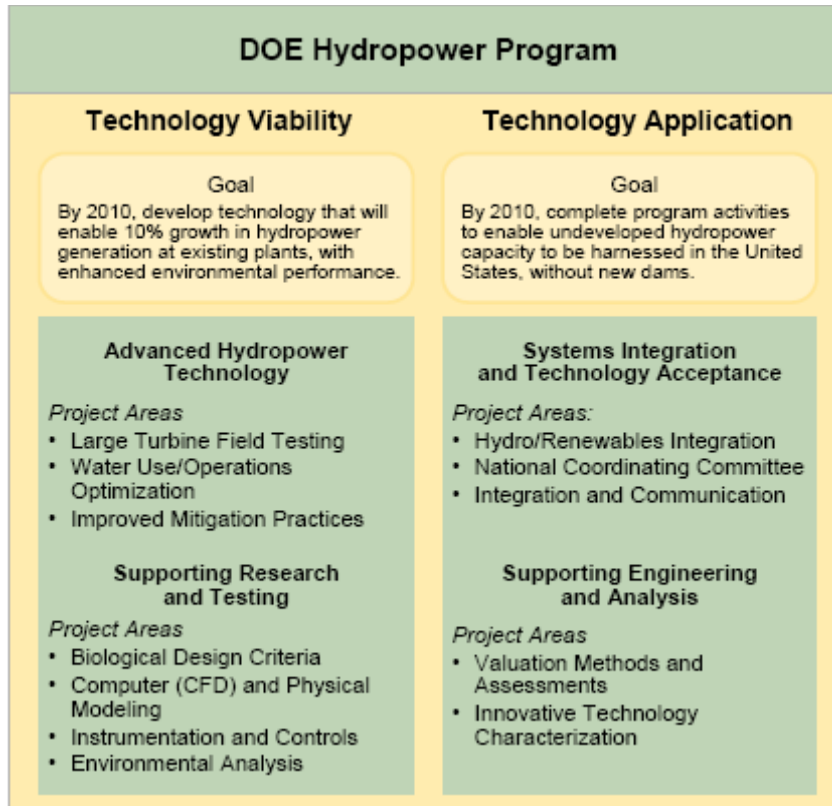 DOE Hydropower Program
Technology Viability
Goal
By 2010, develop technology that will
enable 10% growth in hydropower
generation at existing plants, with
enhanced environmental performance.
Advanced Hydropower
Technology
Project Areas
• Large Turbine Field Testing
• Water Use/Operations
Optimization
• Improved Mitigation Practices
Supporting Research
and Testing
Project Areas
• Biological Design Criteria
• Computer (CFD) and Physical
Modeling
• Instrumentation and Controls
• Environmental Analysis
Technology Application
Goal
By 2010, complete program activities
to enable undeveloped hydropower
capacity to be harnessed in the United
States, without new dams.
Systems Integration
and Technology Acceptance
Project Areas:
• Hydro/Renewables Integration
• National Coordinating Committee
• Integration and Communication
Supporting Engineering
and Analysis
Project Areas
• Valuation Methods and
Assessments
• Innovative Technology
Characterization